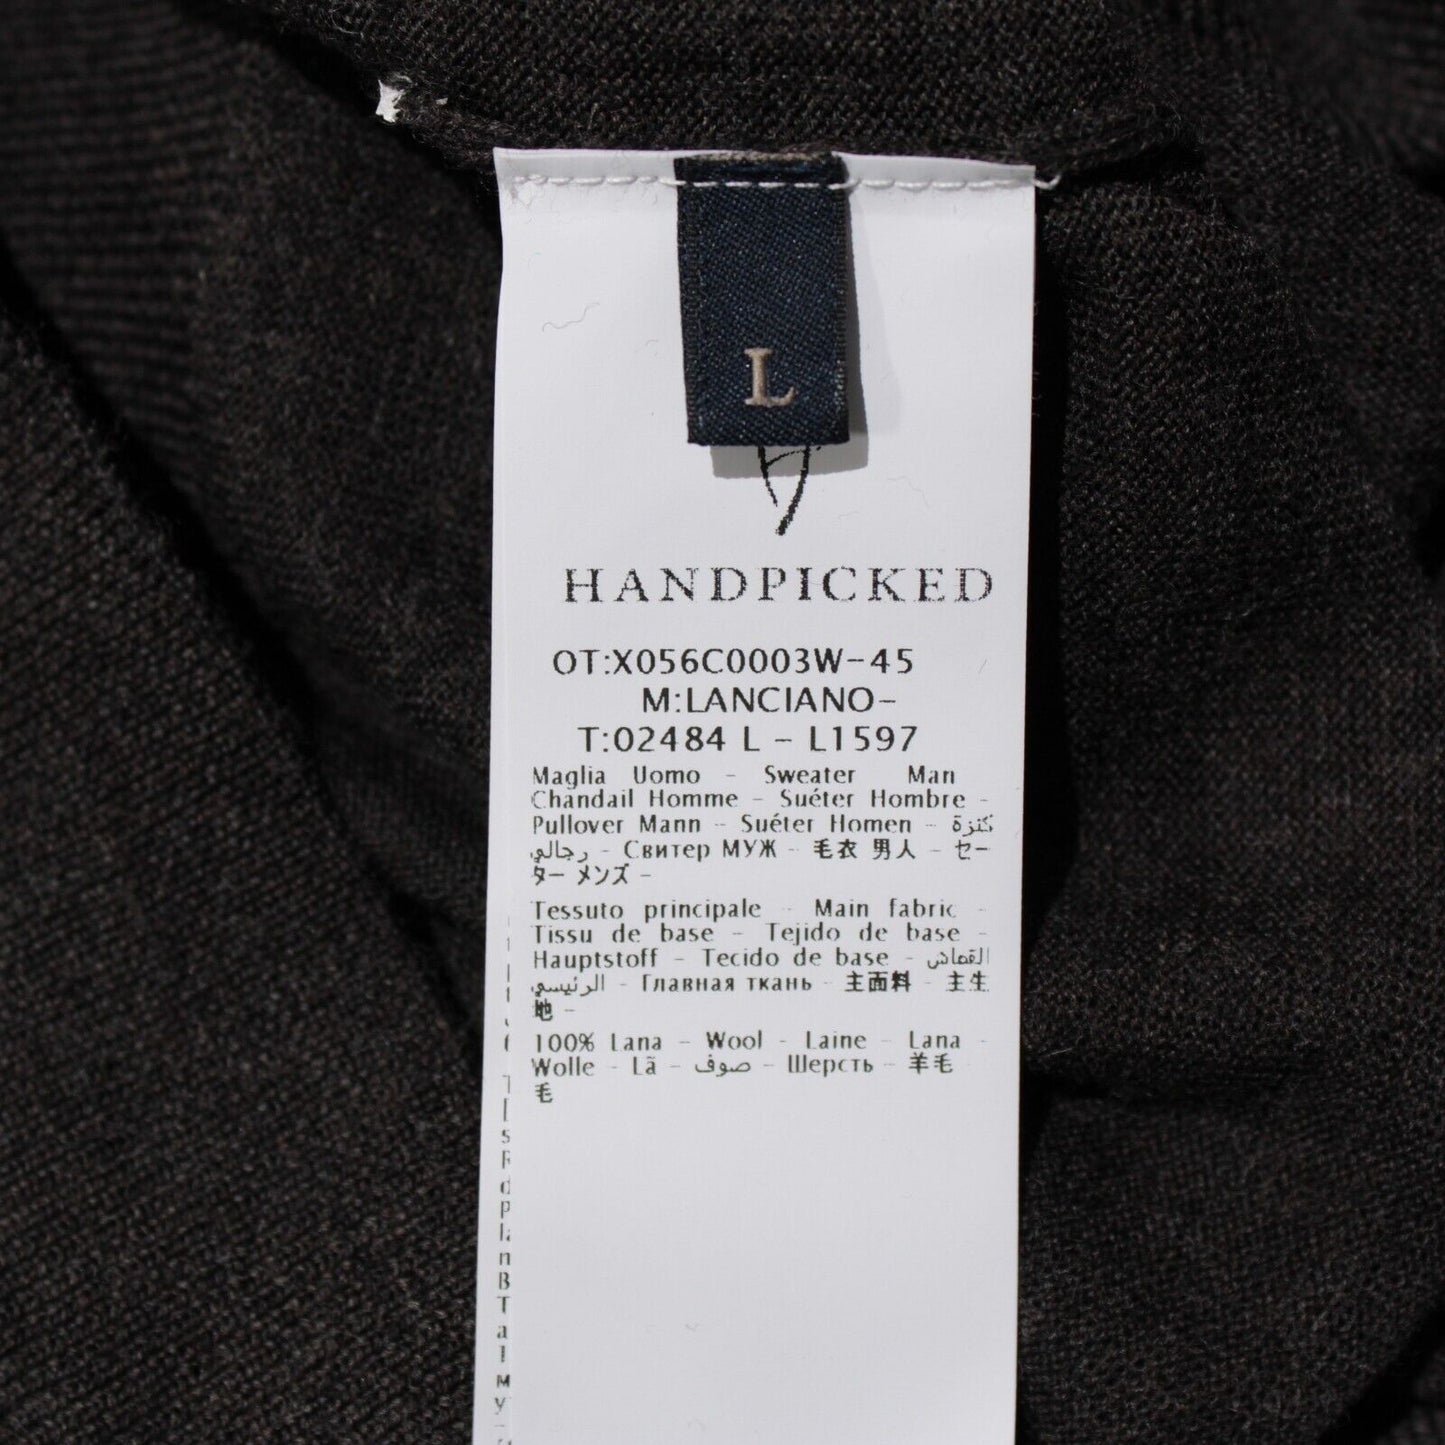 L
HANDPICKED
OT:X056C0003W-45
M:LANCIANO-
T:02484 L - L1597
Maglia Uomo - Sweater Man
Chandail Homme - Suéter Hombre -
Pullover Mann - Suéter Homen - كنزة
رجالي - Свитер МУЖ - 毛衣 男人 - セー
ター メンズ -
Tessuto principale - Main fabric -
Tissu de base - Tejido de base -
Hauptstoff - Tecido de base - القماش
الرئيسي - Главная ткань - 主面料 - 主生
地 -
100% Lana - Wool - Laine - Lana -
Wolle - Lã - صوف - Шерсть - 羊毛
毛